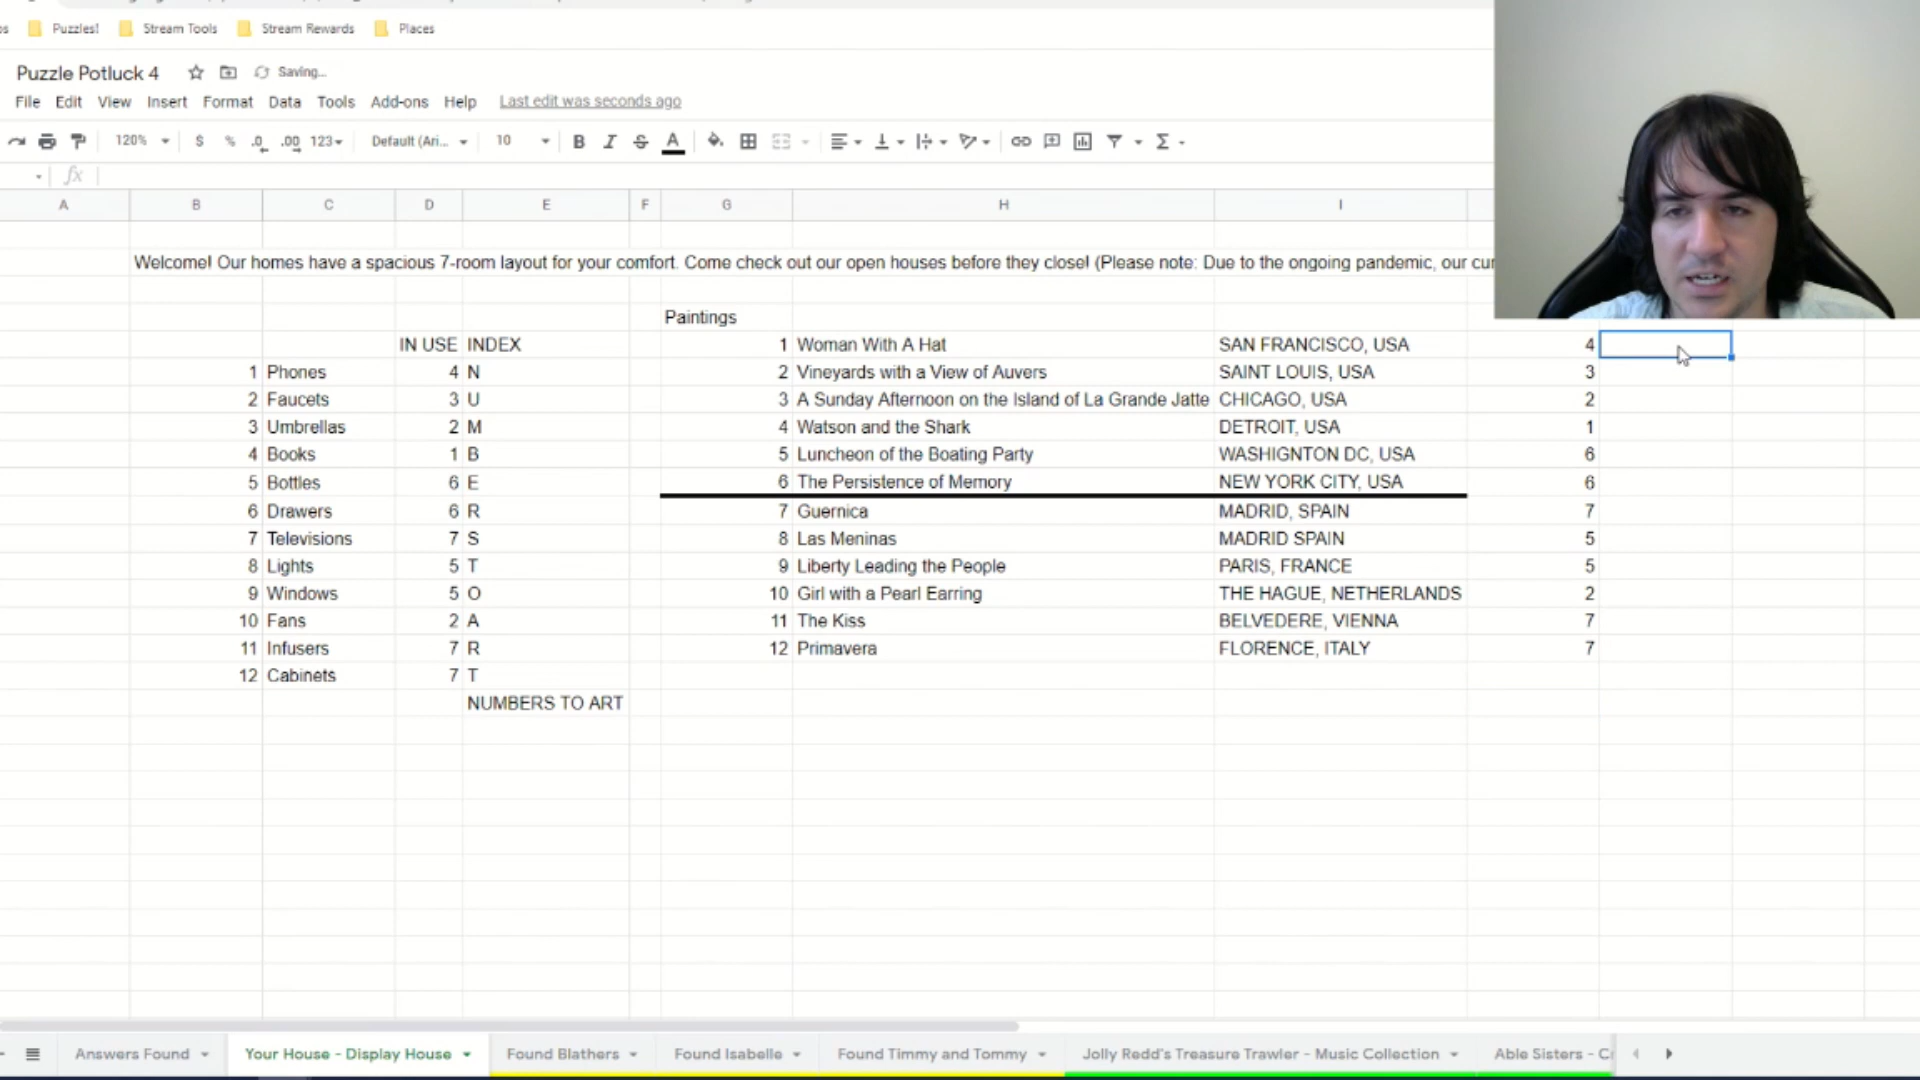 Puzzles! Stream Tools Stream Rewards Places
Puzzle Potluck 4 Saving...
File Edit View Insert Format Data Tools Add-ons Help Last edit was seconds ago
120% $ % .0 .00 123 Default (Ari... 10 B I S A
fx
A B C D E F G H I
Welcome! Our homes have a spacious 7-room layout for your comfort. Come check out our open houses before they close! (Please note: Due to the ongoing pandemic, our cur
Paintings
IN USE INDEX 1 Woman With A Hat SAN FRANCISCO, USA 4
1 Phones 4 N 2 Vineyards with a View of Auvers SAINT LOUIS, USA 3
2 Faucets 3 U 3 A Sunday Afternoon on the Island of La Grande Jatte CHICAGO, USA 2
3 Umbrellas 2 M 4 Watson and the Shark DETROIT, USA 1
4 Books 1 B 5 Luncheon of the Boating Party WASHIGNTON DC, USA 6
5 Bottles 6 E 6 The Persistence of Memory NEW YORK CITY, USA 6
6 Drawers 6 R 7 Guernica MADRID, SPAIN 7
7 Televisions 7 S 8 Las Meninas MADRID SPAIN 5
8 Lights 5 T 9 Liberty Leading the People PARIS, FRANCE 5
9 Windows 5 O 10 Girl with a Pearl Earring THE HAGUE, NETHERLANDS 2
10 Fans 2 A 11 The Kiss BELVEDERE, VIENNA 7
11 Infusers 7 R 12 Primavera FLORENCE, ITALY 7
12 Cabinets 7 T
NUMBERS TO ART
Answers Found Your House - Display House Found Blathers Found Isabelle Found Timmy and Tommy Jolly Redd's Treasure Trawler - Music Collection Able Sisters - C